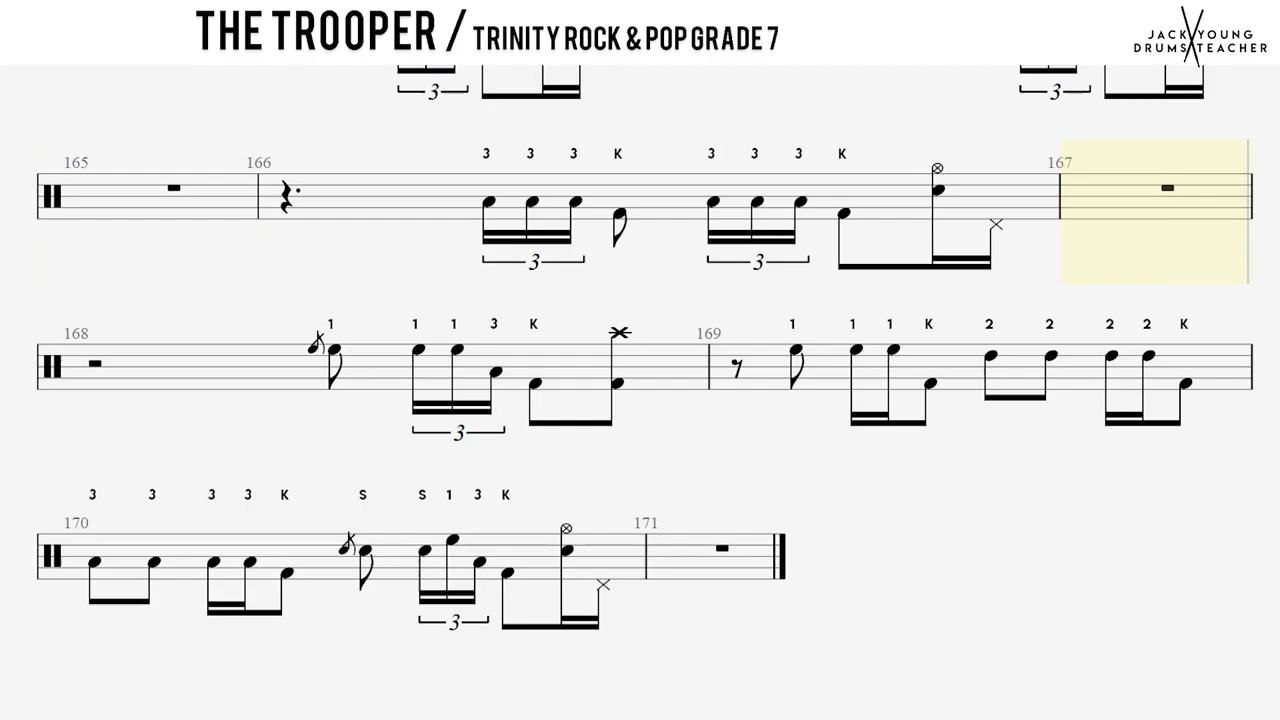 THE TROOPER / TRINITY ROCK & POP GRADE 7
JACK YOUNG
DRUMS TEACHER
3 3
165 166 3 3 3 K 3 3 3 K 167
3 3
168 1 1 1 3 K 169 1 1 1 K 2 2 2 2 K
3
3 3 3 3 K S S 1 3 K
170 171
3